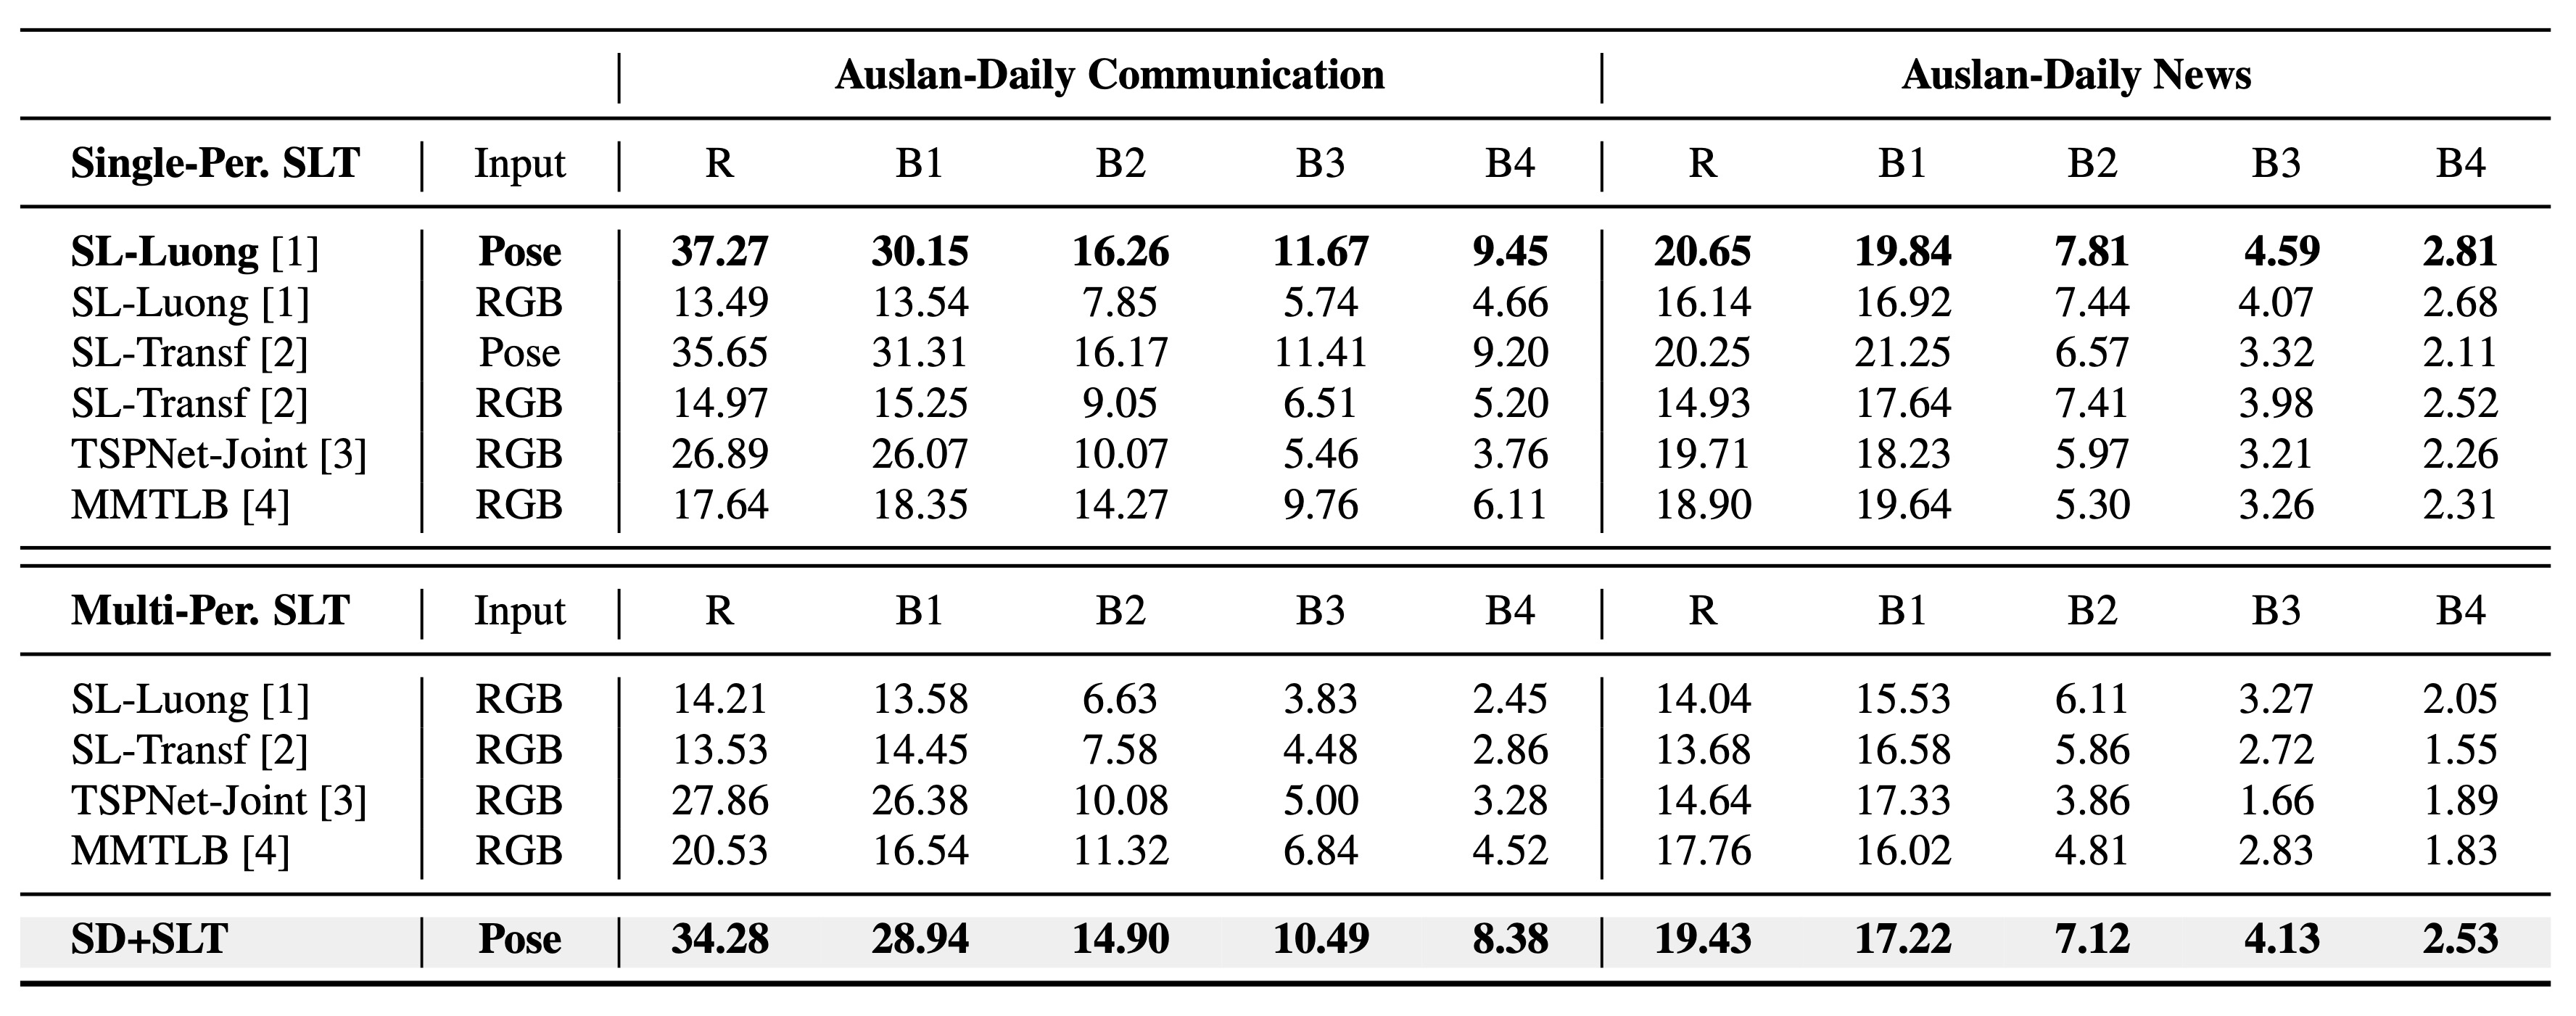 Auslan-Daily Communication Auslan-Daily News
Single-Per. SLT Input R B1 B2 B3 B4 R B1 B2 B3 B4
SL-Luong [1] Pose 37.27 30.15 16.26 11.67 9.45 20.65 19.84 7.81 4.59 2.81
SL-Luong [1] RGB 13.49 13.54 7.85 5.74 4.66 16.14 16.92 7.44 4.07 2.68
SL-Transf [2] Pose 35.65 31.31 16.17 11.41 9.20 20.25 21.25 6.57 3.32 2.11
SL-Transf [2] RGB 14.97 15.25 9.05 6.51 5.20 14.93 17.64 7.41 3.98 2.52
TSPNet-Joint [3] RGB 26.89 26.07 10.07 5.46 3.76 19.71 18.23 5.97 3.21 2.26
MMTLB [4] RGB 17.64 18.35 14.27 9.76 6.11 18.90 19.64 5.30 3.26 2.31
Multi-Per. SLT Input R B1 B2 B3 B4 R B1 B2 B3 B4
SL-Luong [1] RGB 14.21 13.58 6.63 3.83 2.45 14.04 15.53 6.11 3.27 2.05
SL-Transf [2] RGB 13.53 14.45 7.58 4.48 2.86 13.68 16.58 5.86 2.72 1.55
TSPNet-Joint [3] RGB 27.86 26.38 10.08 5.00 3.28 14.64 17.33 3.86 1.66 1.89
MMTLB [4] RGB 20.53 16.54 11.32 6.84 4.52 17.76 16.02 4.81 2.83 1.83
SD+SLT Pose 34.28 28.94 14.90 10.49 8.38 19.43 17.22 7.12 4.13 2.53